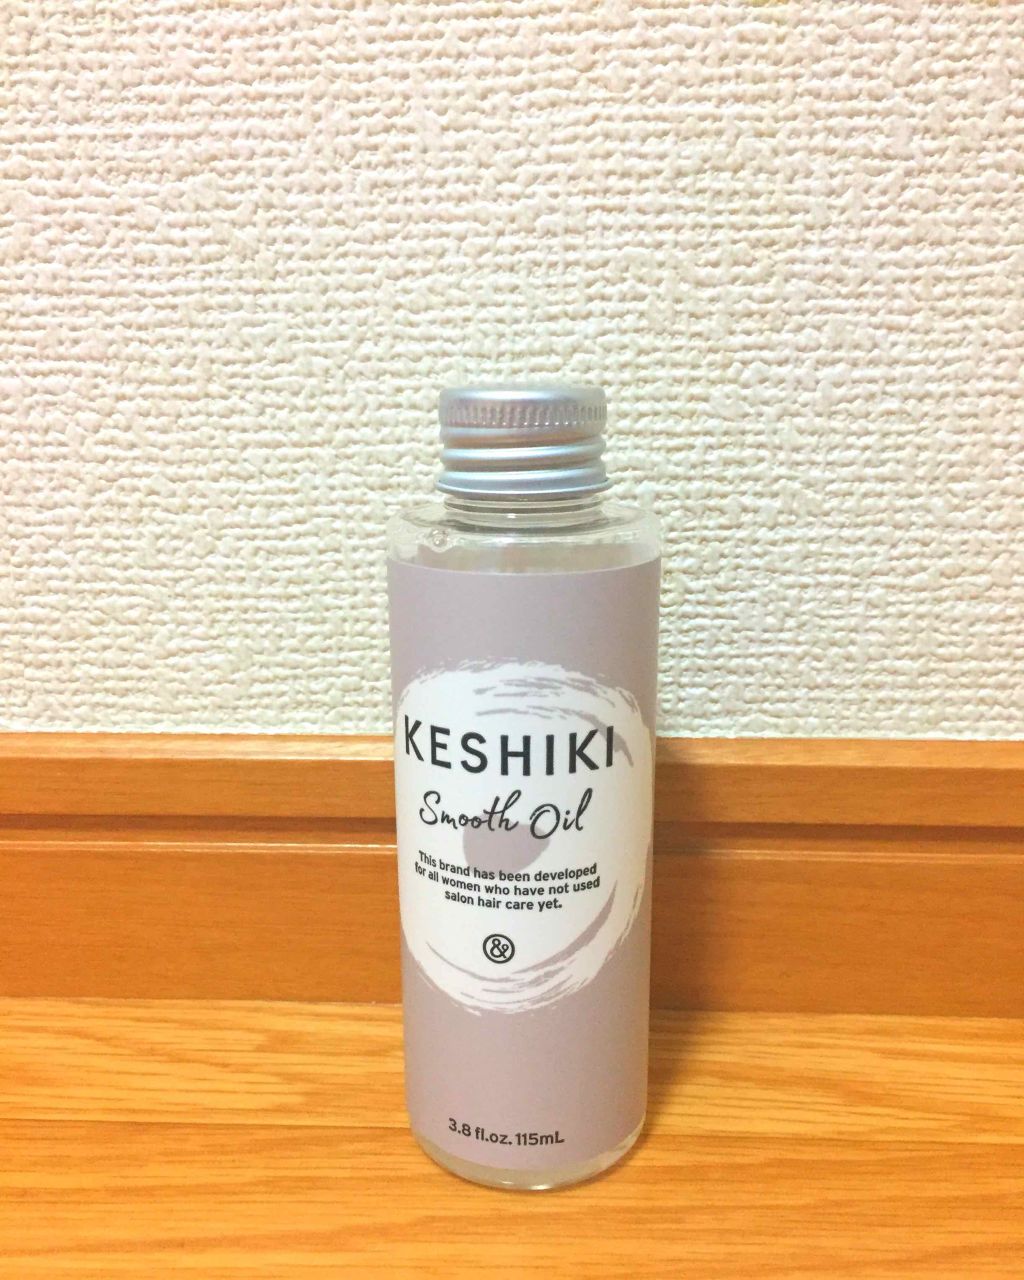 KESHIKI
Smooth Oil
This brand has been developed
for all women who have not used
salon hair care yet.
&
3.8 fl.oz. 115mL